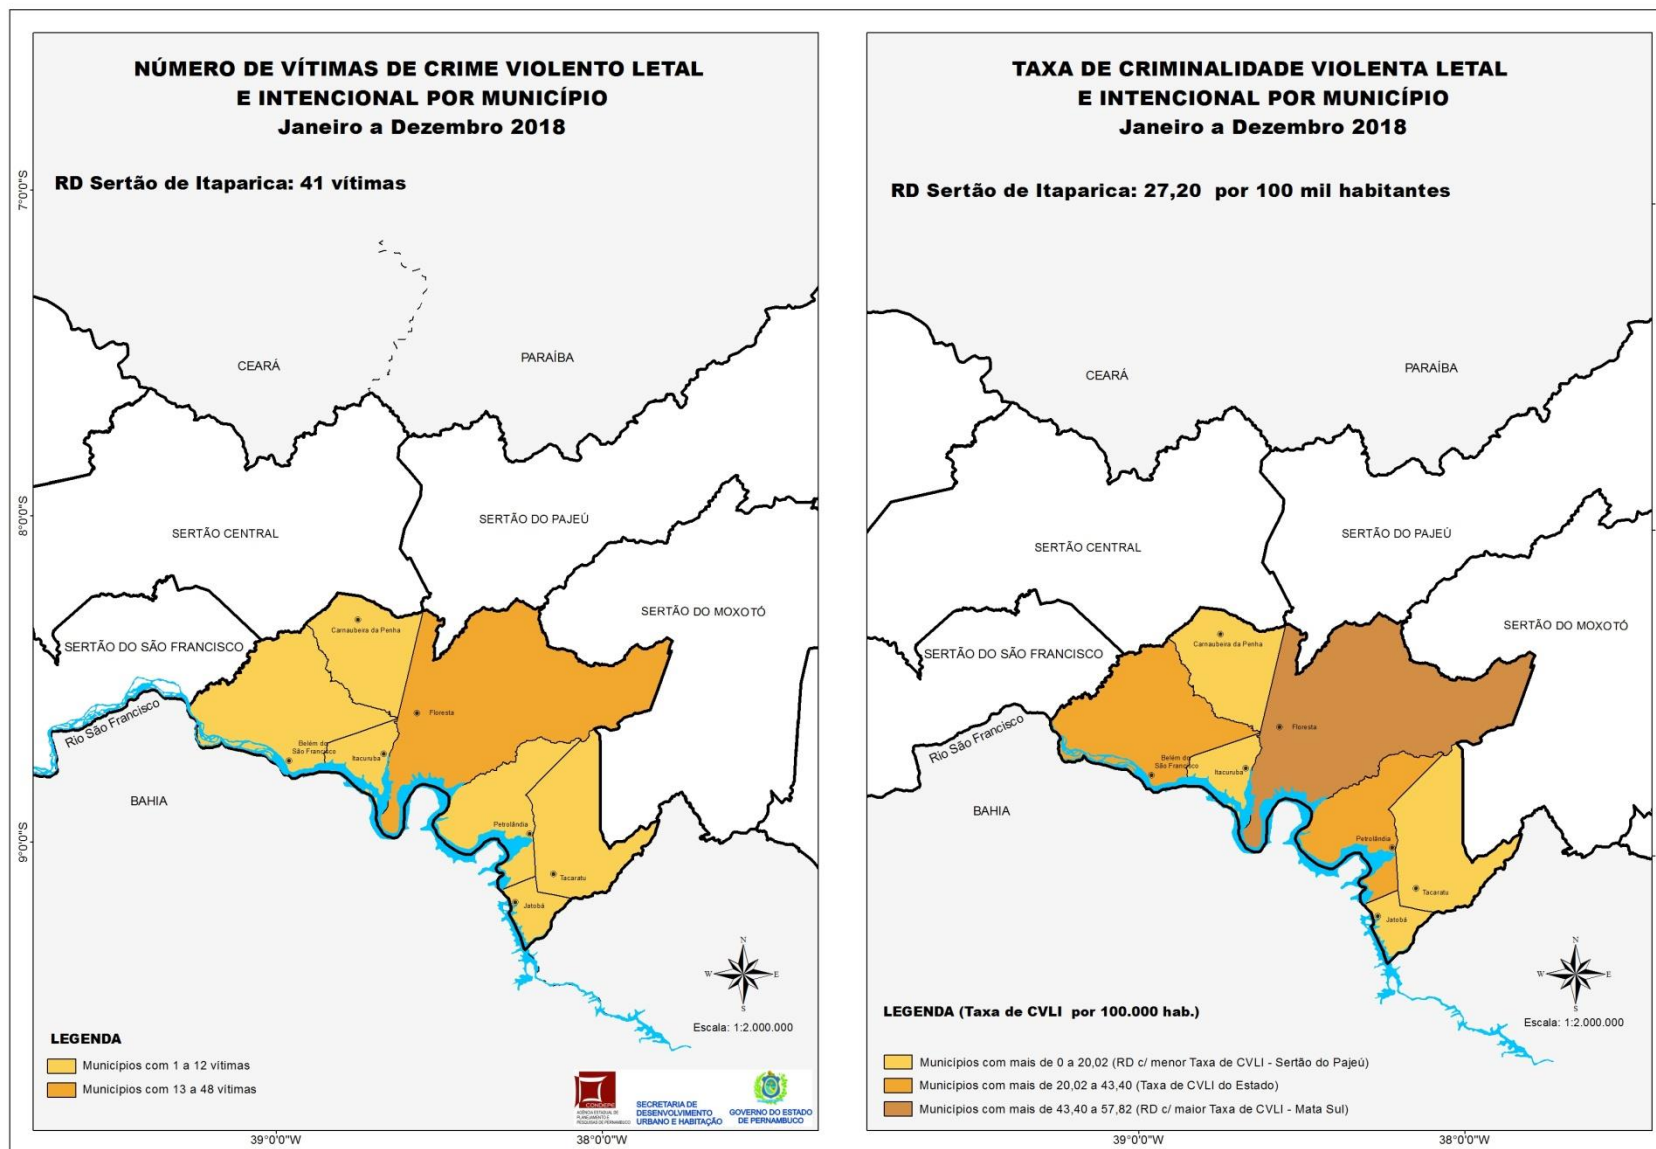 NÚMERO DE VÍTIMAS DE CRIME VIOLENTO LETAL
E INTENCIONAL POR MUNICÍPIO
Janeiro a Dezembro 2018
RD Sertão de Itaparica: 41 vítimas
7°0'0"S
8°0'0"S
9°0'0"S
CEARÁ
PARAÍBA
SERTÃO CENTRAL
SERTÃO DO PAJEÚ
SERTÃO DO MOXOTÓ
SERTÃO DO SÃO FRANCISCO
Carnaubeira da Penha
Floresta
Rio São Francisco
Belém do
São Francisco
Itacuruba
BAHIA
Petrolândia
Tacaratu
Jatobá
N
W
E
S
Escala: 1:2.000.000
LEGENDA
Municípios com 1 a 12 vítimas
Municípios com 13 a 48 vítimas
CONDEPE
AGÊNCIA ESTADUAL DE
PLANEJAMENTO E
PESQUISAS DE PERNAMBUCO
SECRETARIA DE
DESENVOLVIMENTO
URBANO E HABITAÇÃO
GOVERNO DO ESTADO
DE PERNAMBUCO
39°0'0"W
38°0'0"W
TAXA DE CRIMINALIDADE VIOLENTA LETAL
E INTENCIONAL POR MUNICÍPIO
Janeiro a Dezembro 2018
RD Sertão de Itaparica: 27,20 por 100 mil habitantes
CEARÁ
PARAÍBA
SERTÃO CENTRAL
SERTÃO DO PAJEÚ
SERTÃO DO MOXOTÓ
SERTÃO DO SÃO FRANCISCO
Carnaubeira da Penha
Floresta
Rio São Francisco
Belém do
São Francisco
Itacuruba
BAHIA
Petrolândia
Tacaratu
Jatobá
N
W
E
S
Escala: 1:2.000.000
LEGENDA (Taxa de CVLI por 100.000 hab.)
Municípios com mais de 0 a 20,02 (RD c/ menor Taxa de CVLI - Sertão do Pajeú)
Municípios com mais de 20,02 a 43,40 (Taxa de CVLI do Estado)
Municípios com mais de 43,40 a 57,82 (RD c/ maior Taxa de CVLI - Mata Sul)
39°0'0"W
38°0'0"W